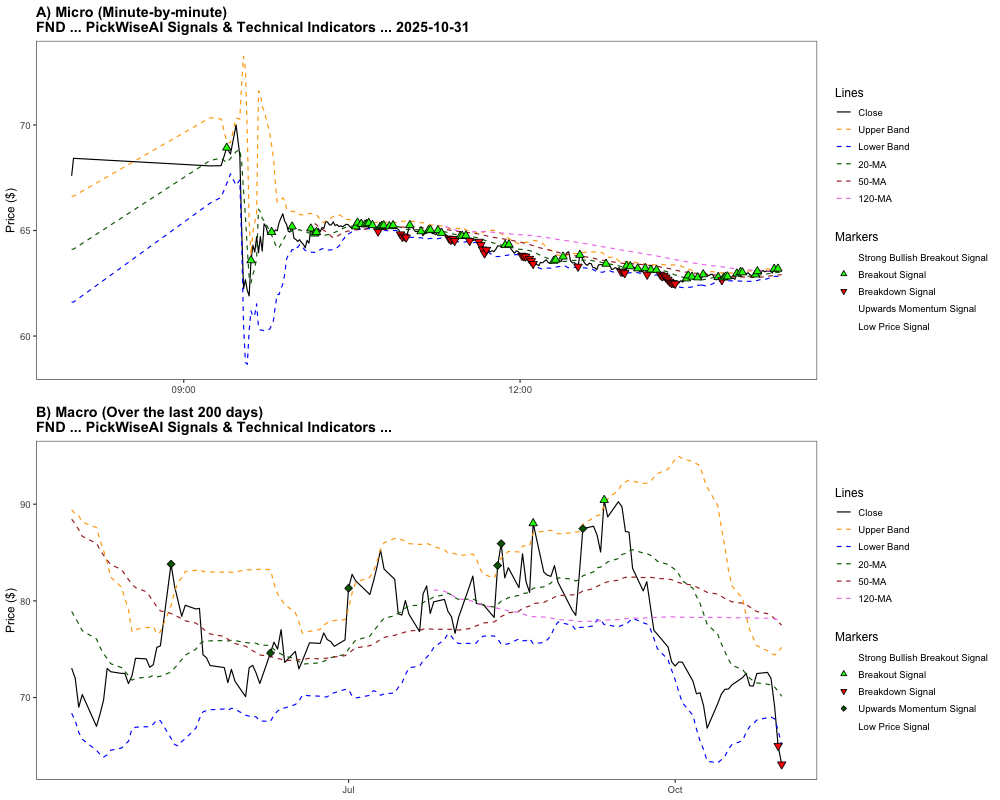 A) Micro (Minute-by-minute)
FND ... PickWiseAI Signals & Technical Indicators ... 2025-10-31
Price ($)
70
65
60
09:00
12:00
Lines
Close
Upper Band
Lower Band
20-MA
50-MA
120-MA
Markers
Strong Bullish Breakout Signal
Breakout Signal
Breakdown Signal
Upwards Momentum Signal
Low Price Signal
B) Macro (Over the last 200 days)
FND ... PickWiseAI Signals & Technical Indicators ...
Price ($)
90
80
70
Jul
Oct
Lines
Close
Upper Band
Lower Band
20-MA
50-MA
120-MA
Markers
Strong Bullish Breakout Signal
Breakout Signal
Breakdown Signal
Upwards Momentum Signal
Low Price Signal